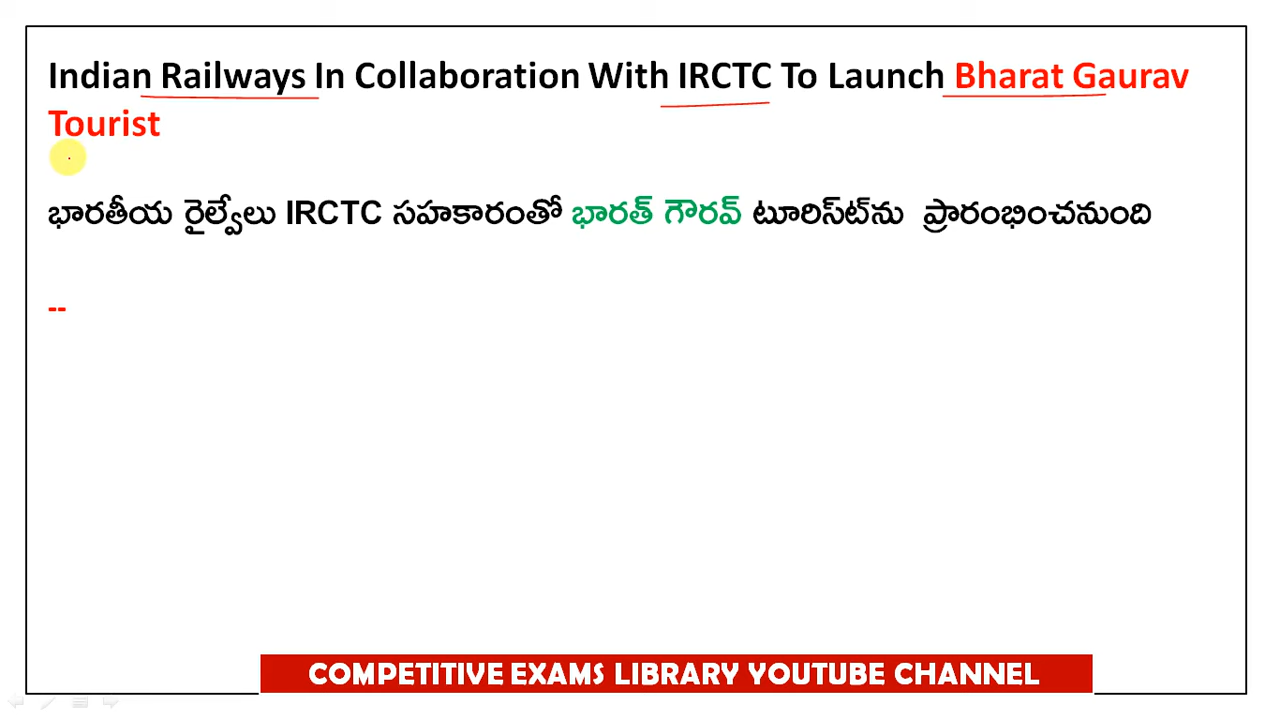 Indian Railways In Collaboration With IRCTC To Launch Bharat Gaurav
Tourist
భారతీయ రైల్వేలు IRCTC సహకారంతో భారత్ గౌరవ్ టూరిస్ట్‌ను ప్రారంభించనుంది
--
COMPETITIVE EXAMS LIBRARY YOUTUBE CHANNEL